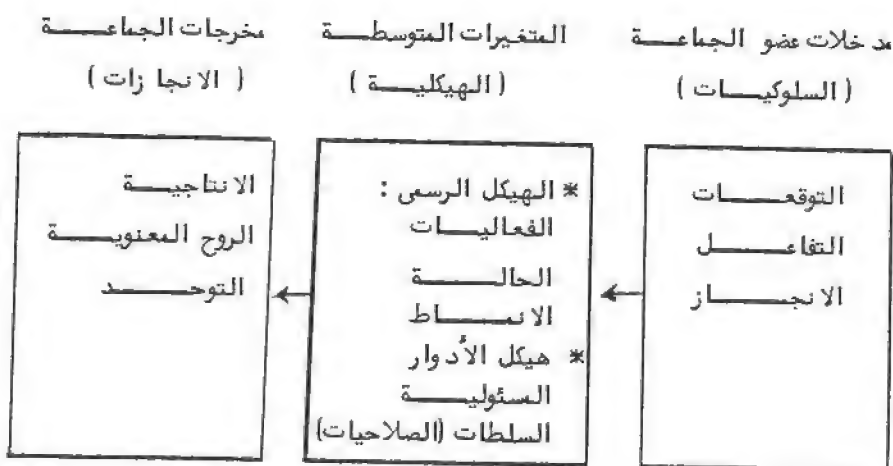 مدخلات عضو الجماعة
(السلوكيات)
التوقعات
التفاعل
الانجاز
المتغيرات المتوسطة
(الهيكلية)
* الهيكل الرسمى :
الفعاليات
الحالة
الانماط
* هيكل الأدوار
المسئولية
السلطات (الصلاحيات)
مخرجات الجماعة
(الانجازات)
الانتاجية
الروح المعنوية
التوحد